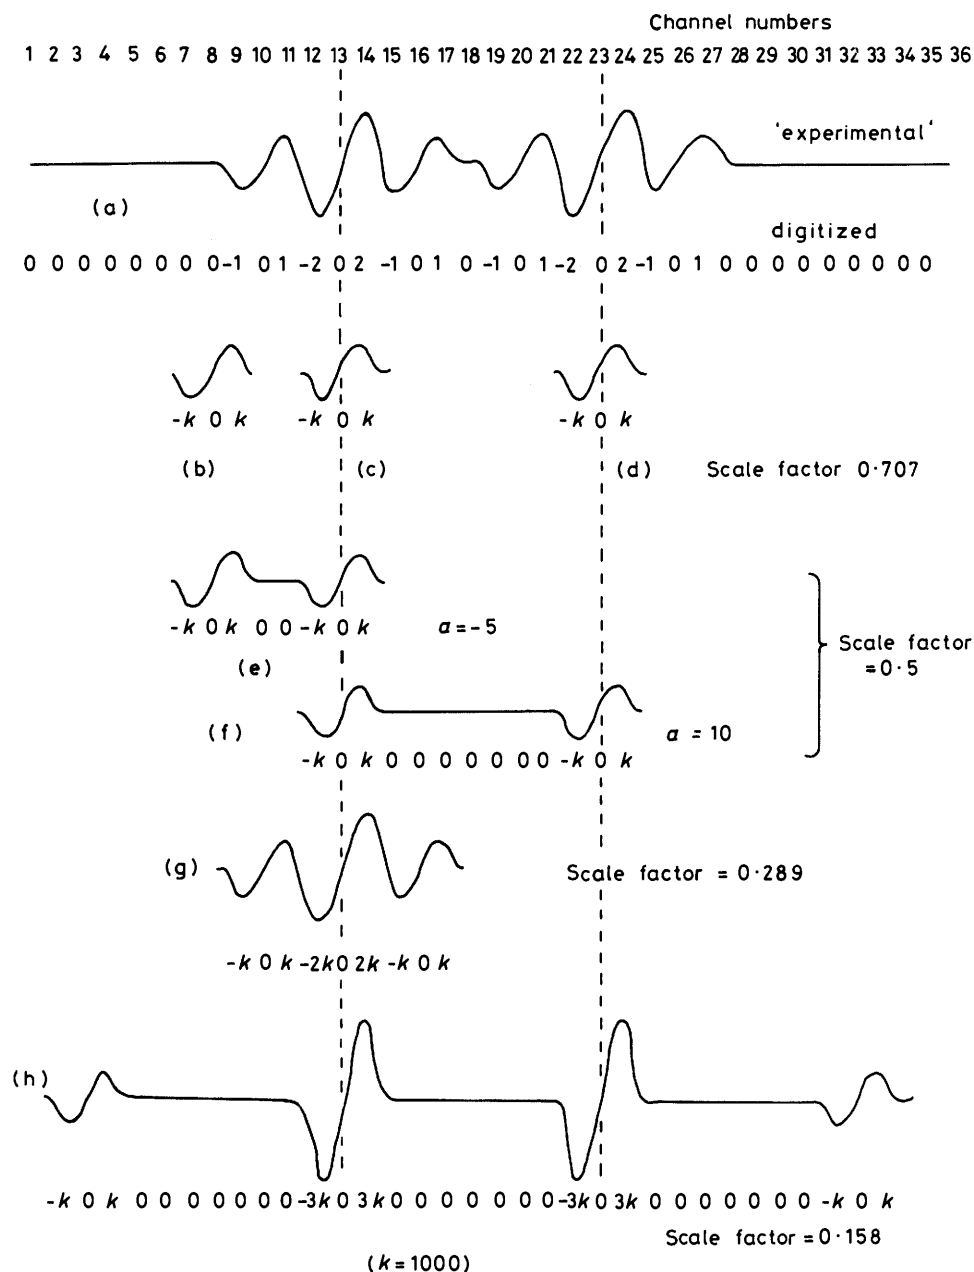 Channel numbers
1 2 3 4 5 6 7 8 9 10 11 12 13 14 15 16 17 18 19 20 21 22 23 24 25 26 27 28 29 30 31 32 33 34 35 36
'experimental'
(a)
digitized
0 0 0 0 0 0 0 0 -1 0 1 -2 0 2 -1 0 1 0 -1 0 1 -2 0 2 -1 0 1 0 0 0 0 0 0 0 0 0
-k 0 k -k 0 k -k 0 k
(b) (c) (d) Scale factor 0·707
-k 0 k 0 0 -k 0 k a = -5
Scale factor
= 0·5
(e)
(f) a = 10
-k 0 k 0 0 0 0 0 0 0 -k 0 k
(g) Scale factor = 0·289
-k 0 k -2k 0 2k -k 0 k
(h)
-k 0 k 0 0 0 0 0 0 0 -3k 0 3k 0 0 0 0 0 0 0 -3k 0 3k 0 0 0 0 0 0 0 -k 0 k
Scale factor = 0·158
(k = 1000)